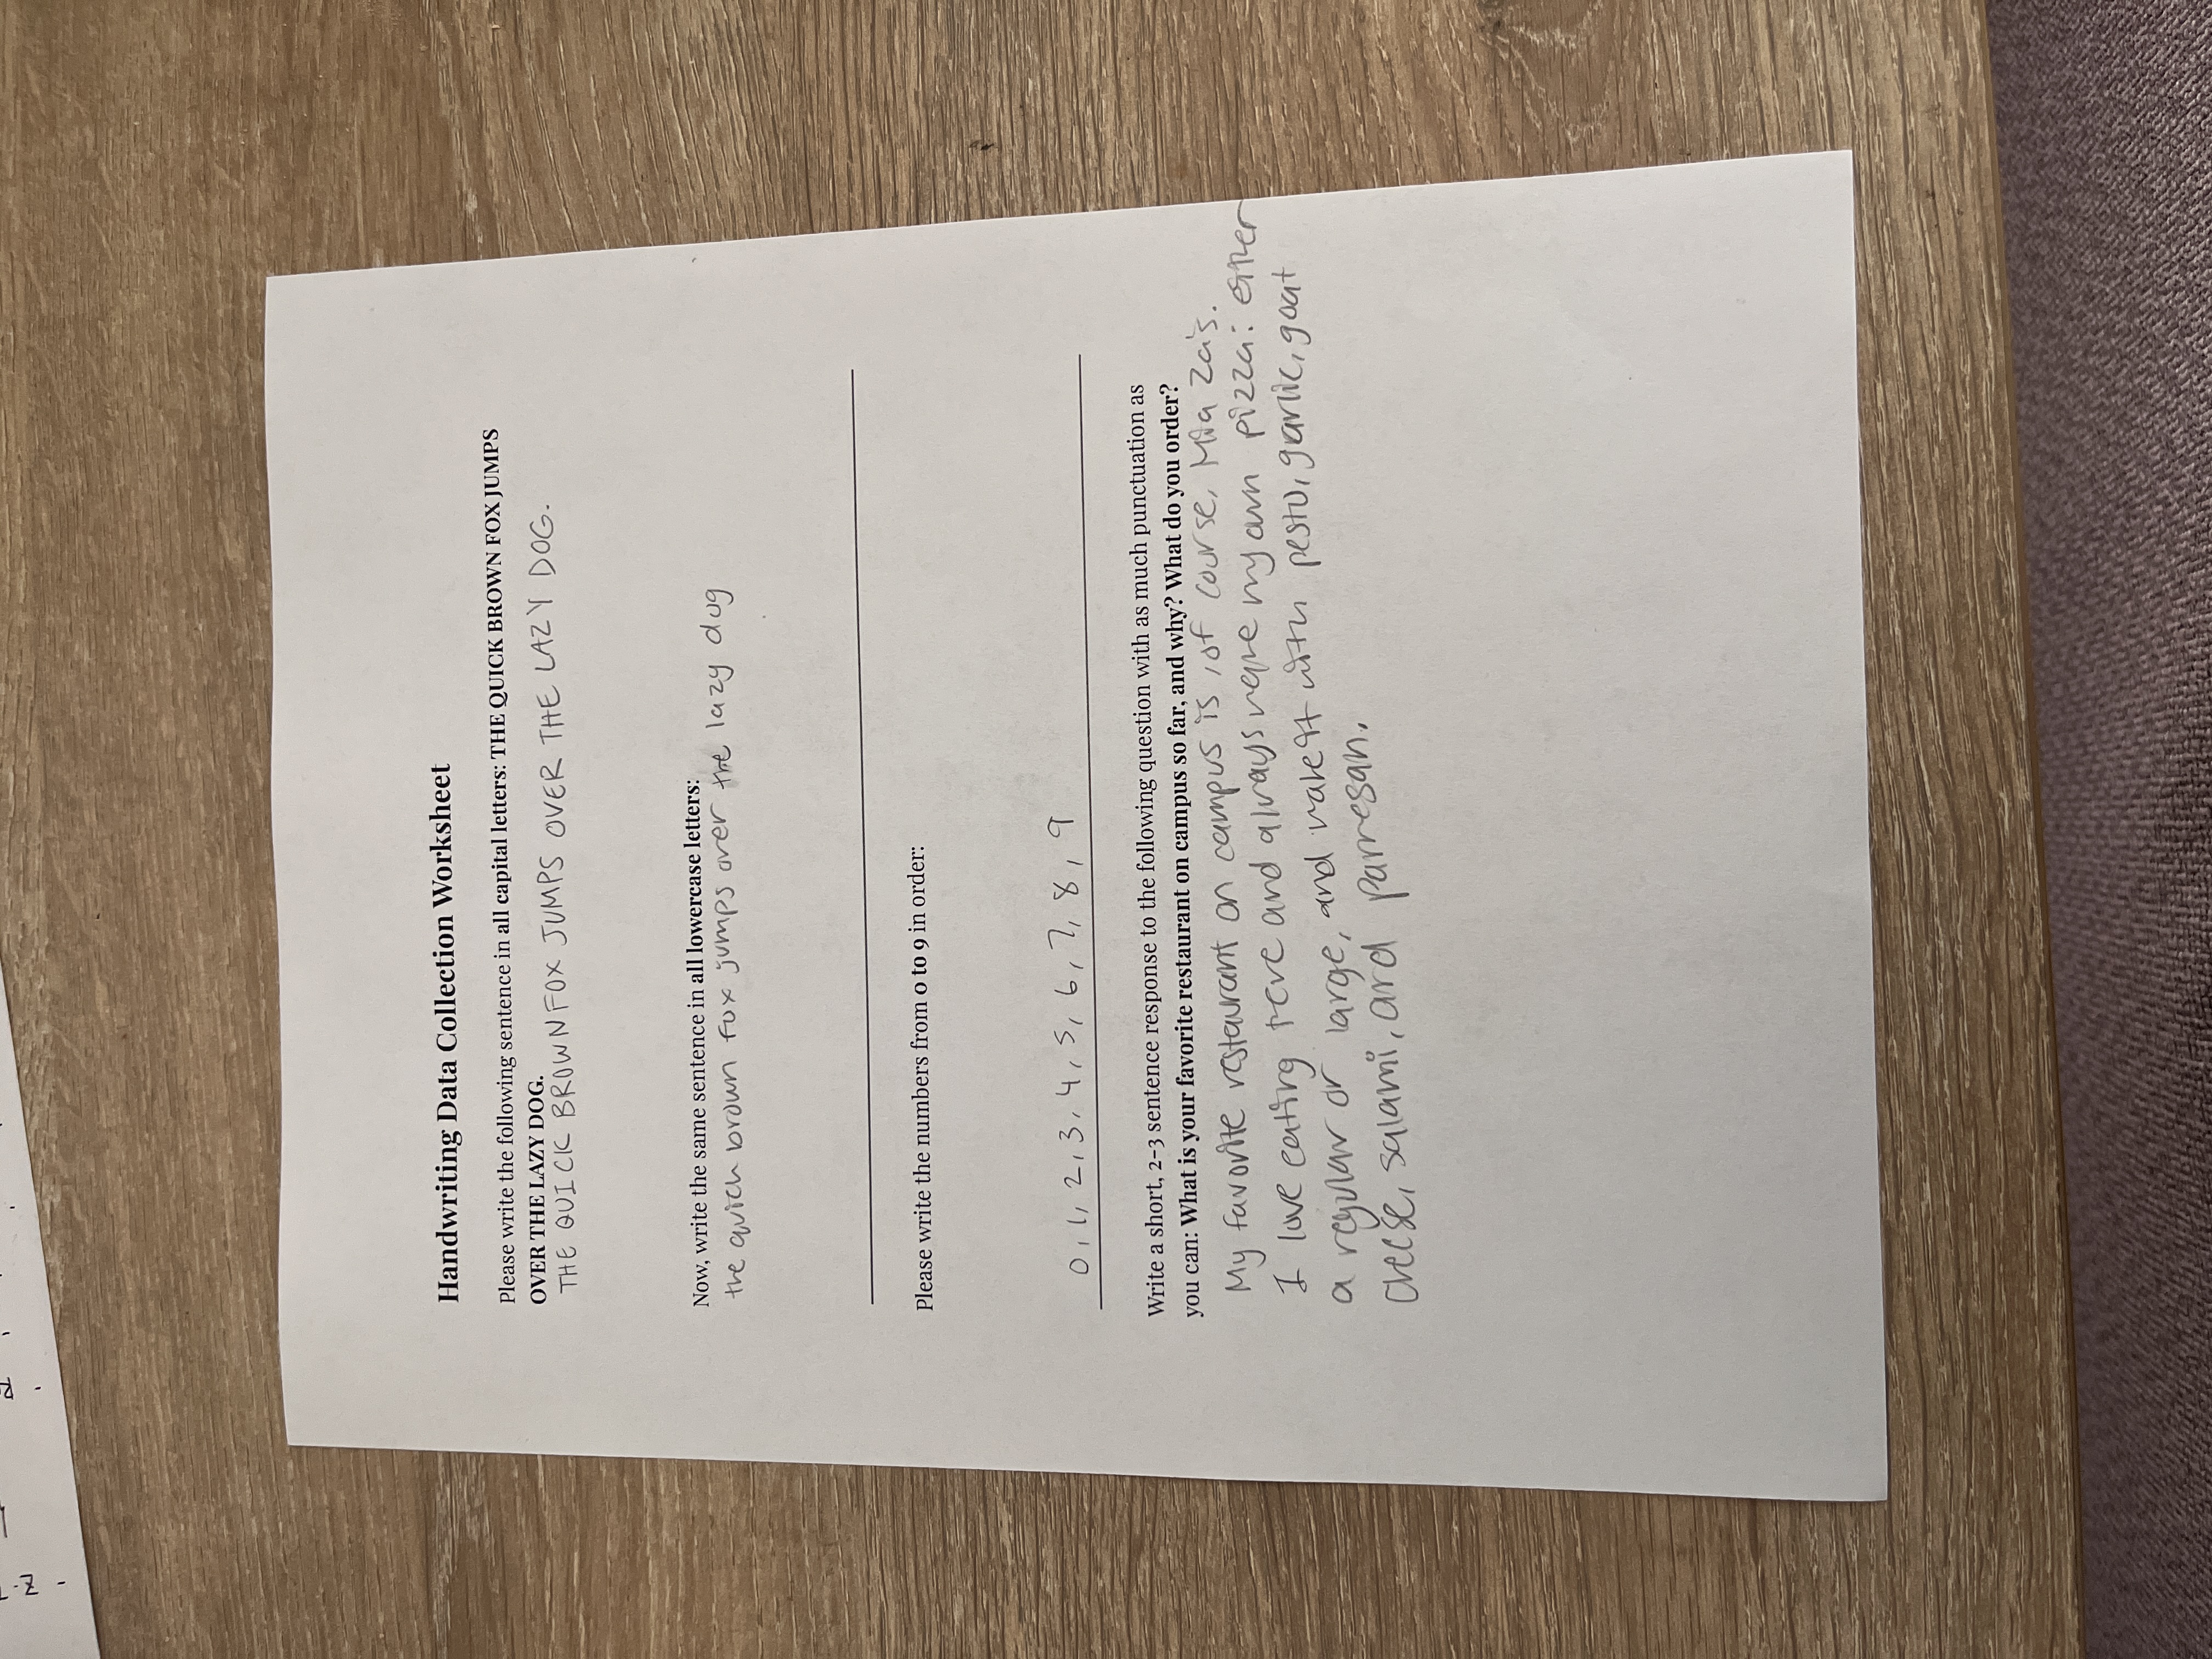 Handwriting Data Collection Worksheet
Please write the following sentence in all capital letters: THE QUICK BROWN FOX JUMPS
OVER THE LAZY DOG.
THE QUICK BROWN FOX JUMPS OVER THE LAZY DOG.
Now, write the same sentence in all lowercase letters:
the quick brown fox jumps over the lazy dog
Please write the numbers from 0 to 9 in order:
0, 1, 2, 3, 4, 5, 6, 7, 8, 9
Write a short, 2-3 sentence response to the following question with as much punctuation as
you can: What is your favorite restaurant on campus so far, and why? What do you order?
My favorite restaurant on campus is, of course, Mia Za's.
I love eating there and always make my own pizza: either
a regular or large, and make it with pesto, garlic, goat
cheese, salami, and parmesan.